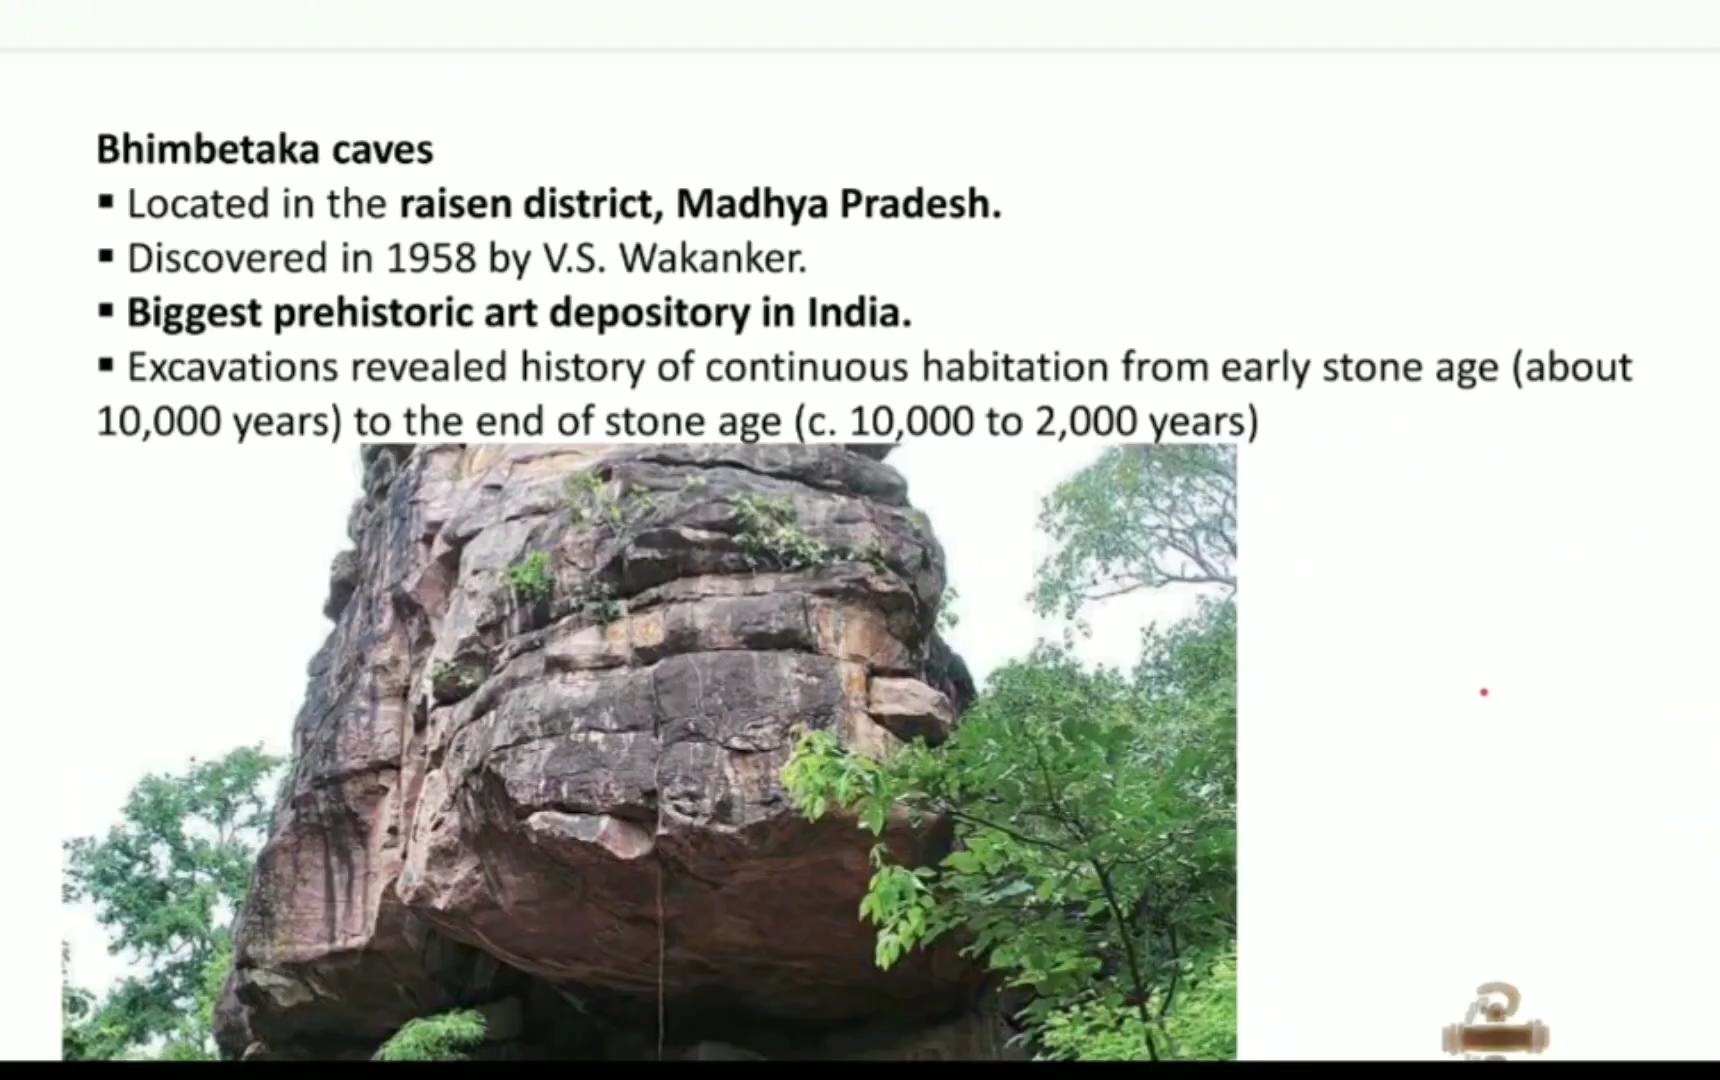 Bhimbetaka caves
▪ Located in the raisen district, Madhya Pradesh.
▪ Discovered in 1958 by V.S. Wakanker.
▪ Biggest prehistoric art depository in India.
▪ Excavations revealed history of continuous habitation from early stone age (about
10,000 years) to the end of stone age (c. 10,000 to 2,000 years)